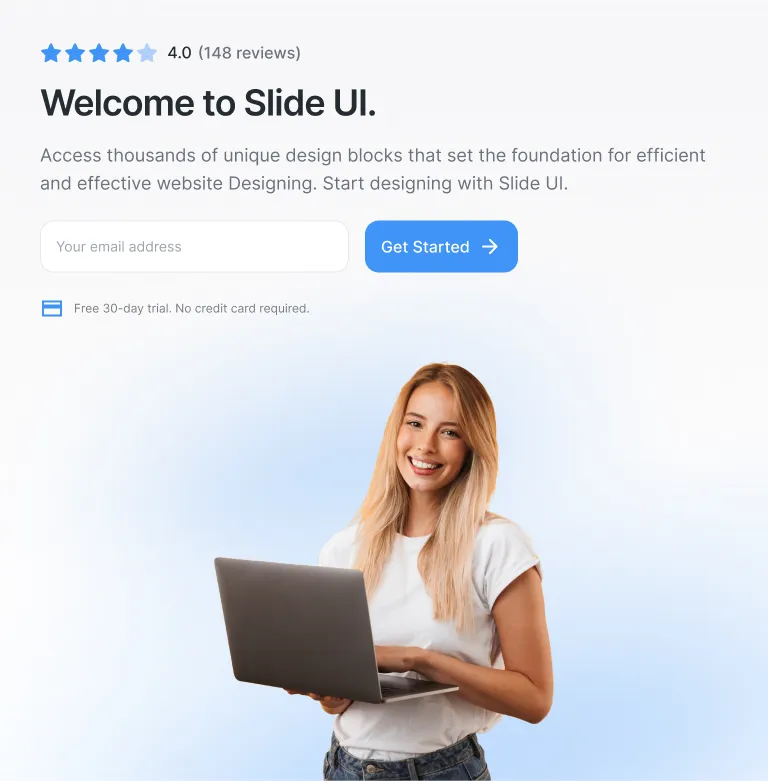 4.0 (148 reviews)
Welcome to Slide UI.
Access thousands of unique design blocks that set the foundation for efficient
and effective website Designing. Start designing with Slide UI.
Your email address
Get Started
Free 30-day trial. No credit card required.